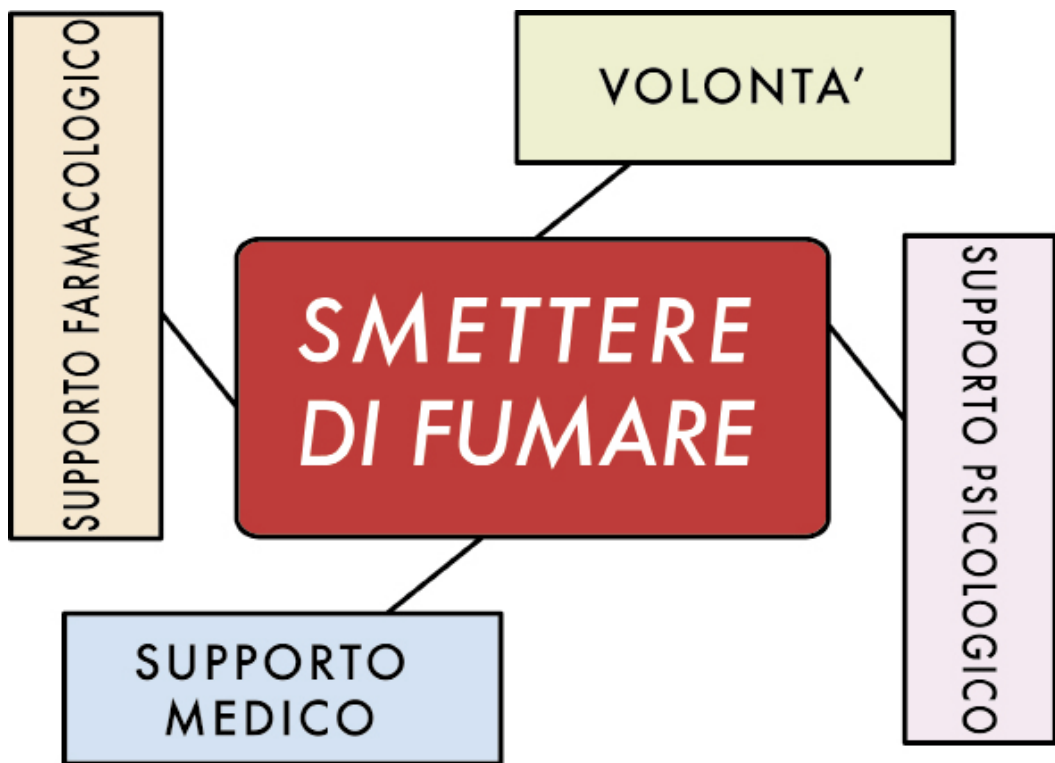 SUPPORTO FARMACOLOGICO
VOLONTA’
SMETTERE
DI FUMARE
SUPPORTO PSICOLOGICO
SUPPORTO
MEDICO